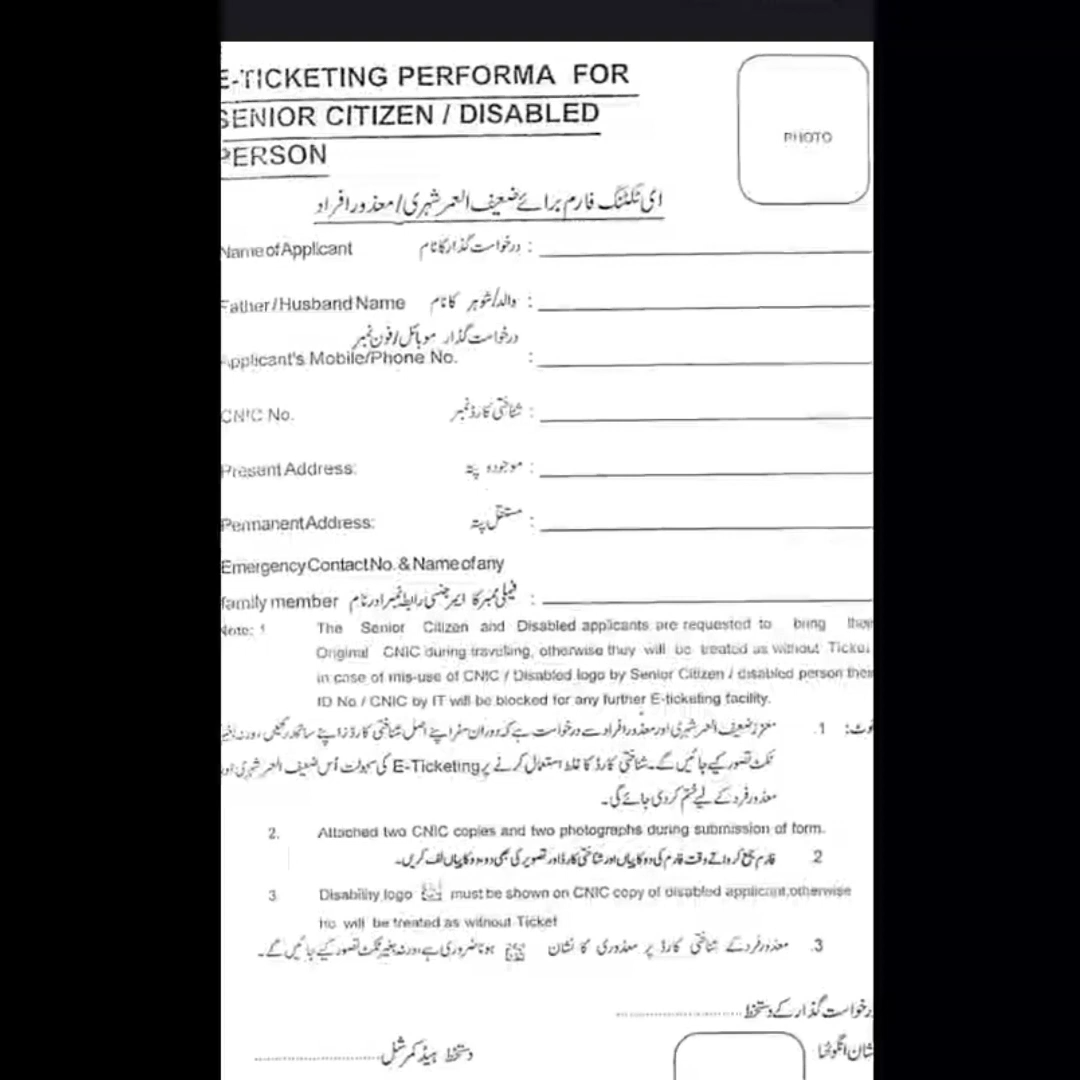 E-TICKETING PERFORMA FOR
SENIOR CITIZEN / DISABLED
PERSON
PHOTO
ای ٹکٹنگ فارم برائے ضعیف العمر شہری / معذور افراد
Name of Applicant درخواست گذار کا نام :
Father / Husband Name والد/شوہر کا نام :
درخواست گذار موبائل/فون نمبر
Applicant's Mobile/Phone No. :
CNIC No. شناختی کارڈ نمبر :
Present Address: موجودہ پتہ :
Permanent Address: مستقل پتہ :
Emergency Contact No. & Name of any
family member فیملی ممبر کا ایمرجنسی رابطہ نمبر اور نام :
Note: 1 The Senior Citizen and Disabled applicants are requested to bring their
Original CNIC during traveling, otherwise they will be treated as without Ticket
in case of mis-use of CNIC / Disabled logo by Senior Citizen / disabled person their
ID No / CNIC by IT will be blocked for any further E-ticketing facility.
نوٹ: 1. معزز ضعیف العمر شہری اور معذور افراد سے درخواست ہے کہ دوران سفر اپنے اصل شناختی کارڈز اپنے ساتھ رکھیں، ورنہ بغیر
ٹکٹ تصور کیے جائیں گے۔ شناختی کارڈ کا غلط استعمال کرنے پر E-Ticketing کی سہولت اُس ضعیف العمر شہری اور
معذور فرد کے لیے ختم کر دی جائے گی۔
2. Attached two CNIC copies and two photographs during submission of form.
2 فارم جمع کرواتے وقت فارم کی دو کاپیاں اور شناختی کارڈ اور تصویر کی بھی دو دو کاپیاں لف کریں۔
3 Disability logo must be shown on CNIC copy of disabled applicant, otherwise
he will be treated as without Ticket
3. معذور فرد کے شناختی کارڈ پر معذوری کا نشان ہونا ضروری ہے، ورنہ بغیر ٹکٹ تصور کیے جائیں گے۔
درخواست گذار کے دستخط....................
نشان انگوٹھا
دستخط ہیڈ کمرشل....................